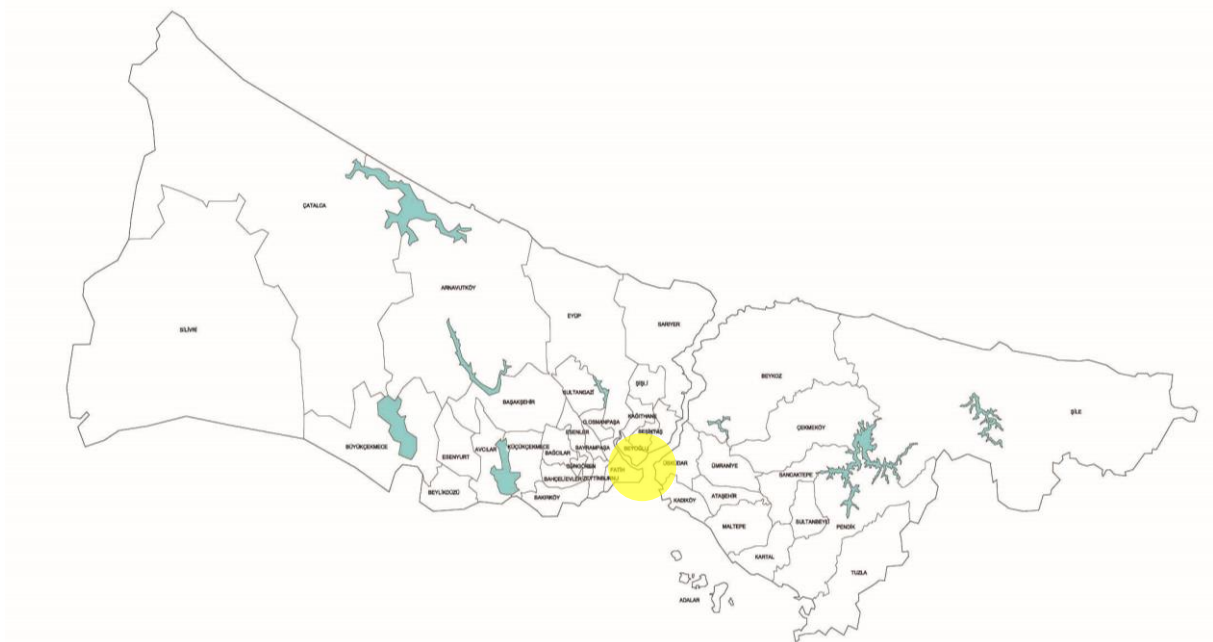 ÇATALCA
SİLİVRİ
ARNAVUTKÖY
EYÜP
SARIYER
BEYKOZ
ŞİLE
ŞİŞLİ
SULTANGAZİ
BAŞAKŞEHİR
KAĞITHANE
G.OSMANPAŞA
BEŞİKTAŞ
ÇEKMEKÖY
ESENLER
BÜYÜKÇEKMECE
AVCILAR
KÜÇÜKÇEKMECE
BAYRAMPAŞA
BEYOĞLU
BAĞCILAR
ESENYURT
ÜSKÜDAR
ÜMRANİYE
GÜNGÖREN
FATİH
SANCAKTEPE
BAHÇELİEVLER
ZEYTİNBURNU
BEYLİKDÜZÜ
BAKIRKÖY
KADIKÖY
ATAŞEHİR
MALTEPE
SULTANBEYLİ
PENDİK
KARTAL
TUZLA
ADALAR